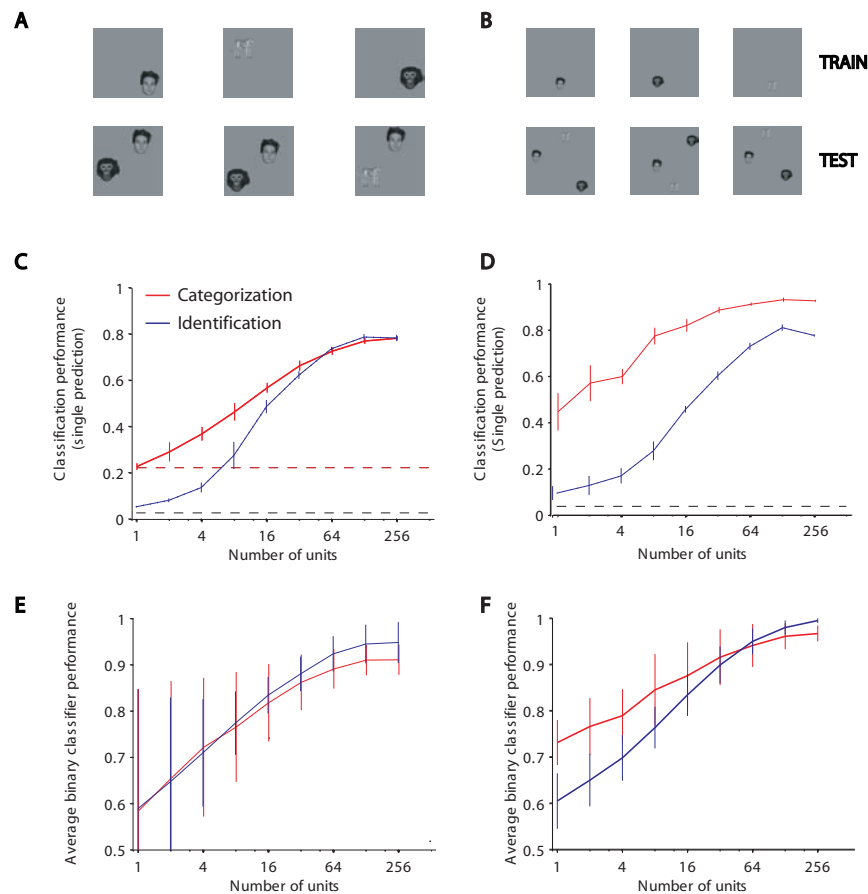 A
B
TRAIN
TEST
C
D
Classification performance
(single prediction)
Categorization
Identification
1
0.8
0.6
0.4
0.2
0
1
4
16
64
256
Number of units
Classification performance
(Single prediction)
1
0.8
0.6
0.4
0.2
0
1
4
16
64
256
Number of units
E
F
Average binary classifier performance
1
0.9
0.8
0.7
0.6
0.5
1
4
16
64
256
Number of units
Average binary classifier performance
1
0.9
0.8
0.7
0.6
0.5
1
4
16
64
256
Number of units